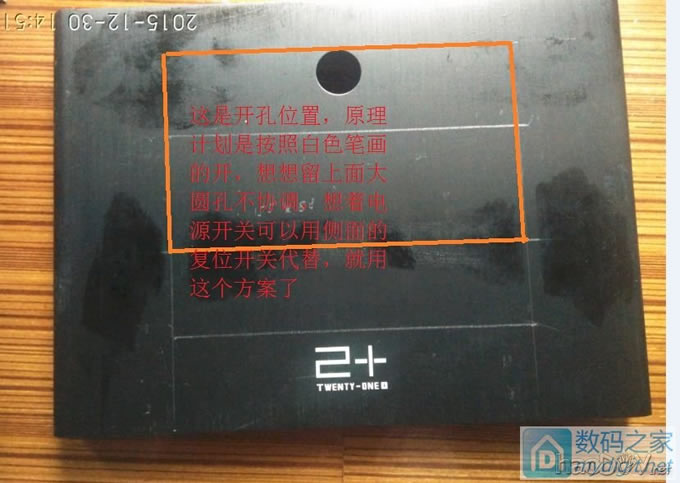 2015-12-30 14:51
这是开孔位置，原理
计划是按照白色笔画
的开，想想留上面大
圆孔不协调，想着电
源开关可以用侧面的
复位开关代替，就用
这个方案了
2+
TWENTY-ONE
数码之家